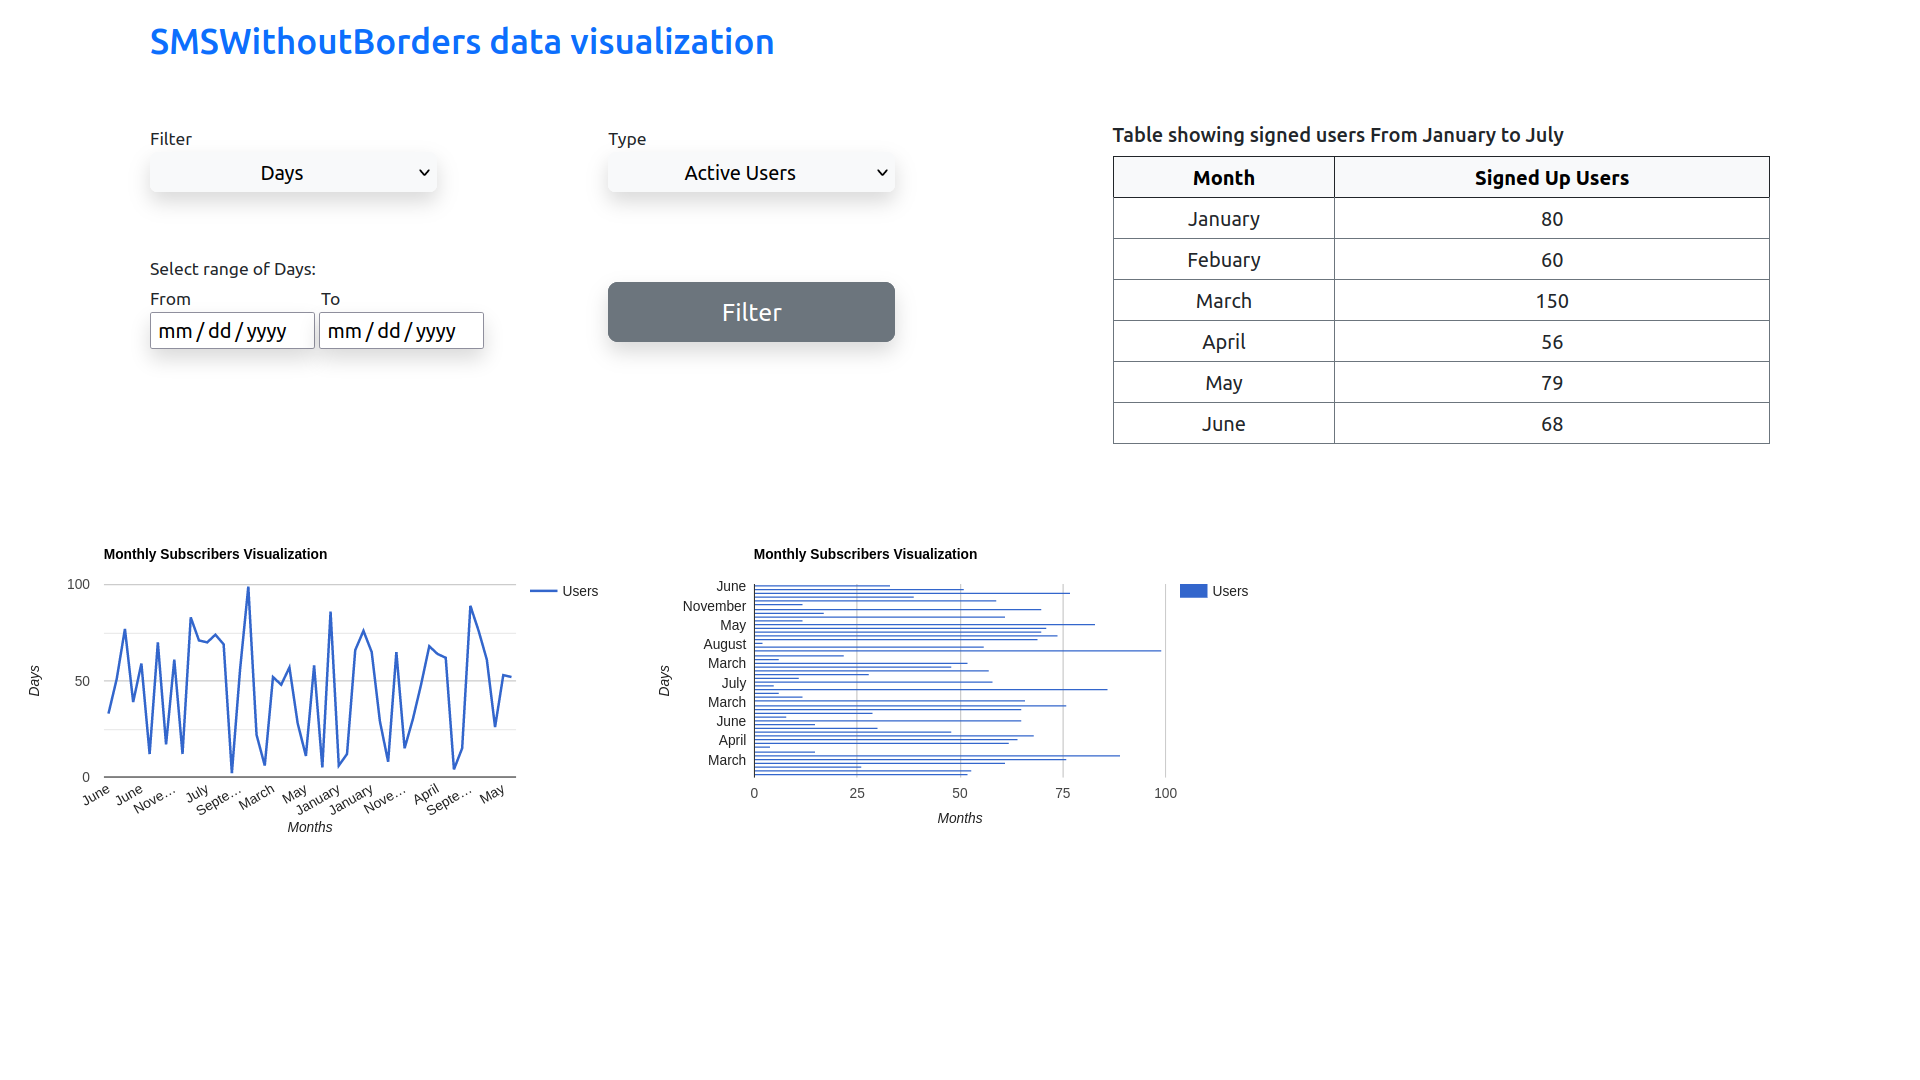 SMSWithoutBorders data visualization
Filter
Days
Type
Active Users
Select range of Days:
From To
mm/dd/yyyy mm/dd/yyyy
Filter
Table showing signed users From January to July
Month Signed Up Users
January 80
Febuary 60
March 150
April 56
May 79
June 68
Monthly Subscribers Visualization
100
50
0
Days
June June Nove... July Septe... March May January January Nove... April Septe... May
Months
Users
Monthly Subscribers Visualization
June
November
May
August
March
July
March
June
April
March
Days
0 25 50 75 100
Months
Users